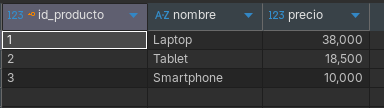 123 id_producto A-Z nombre 123 precio
1 Laptop 38,000
2 Tablet 18,500
3 Smartphone 10,000